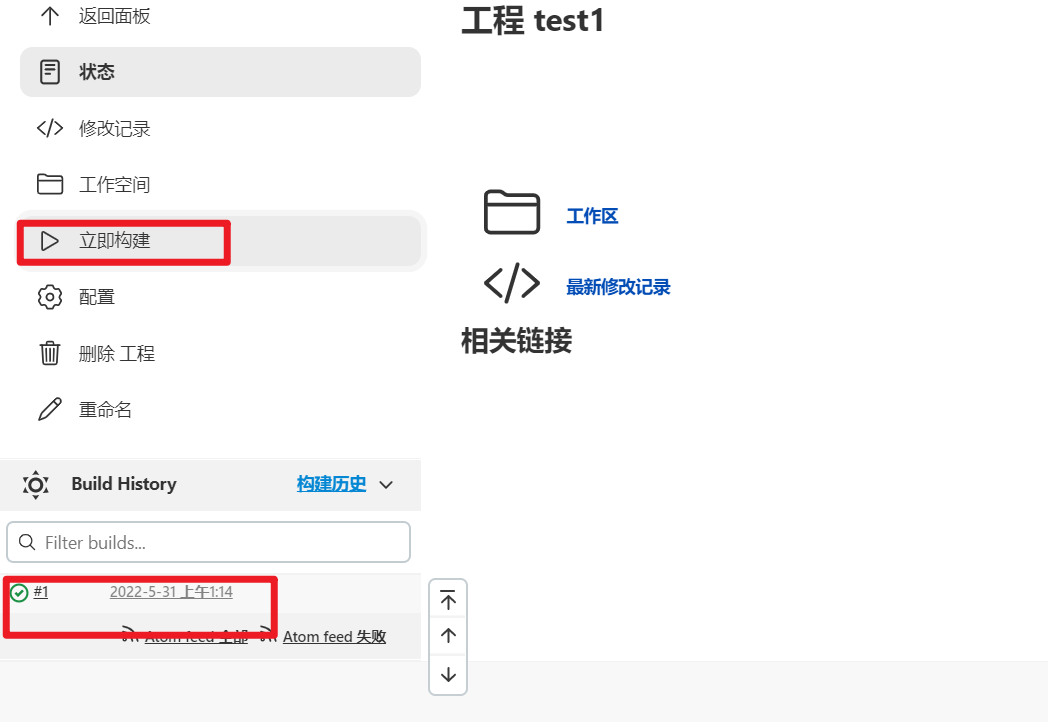 返回面板
状态
修改记录
工作空间
立即构建
配置
删除 工程
重命名
Build History 构建历史
Filter builds...
#1 2022-5-31 上午1:14
Atom feed 全部 Atom feed 失败
工程 test1
工作区
最新修改记录
相关链接